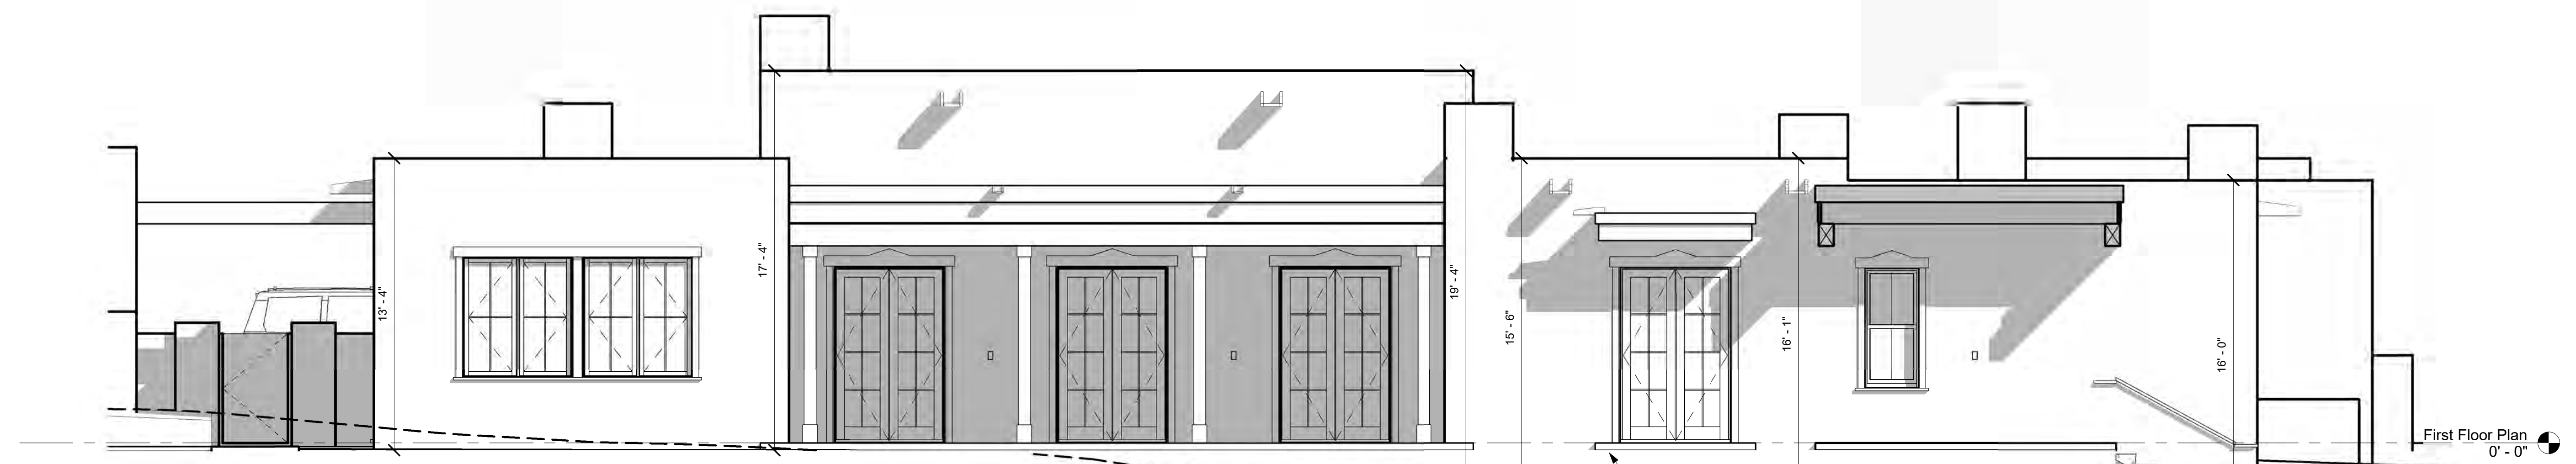 13' - 4"
17' - 4"
19' - 4"
15' - 6"
16' - 1"
16' - 0"
First Floor Plan
0' - 0"